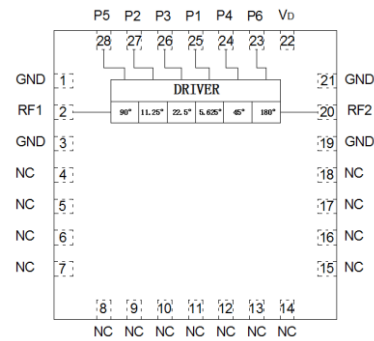 P5 P2 P3 P1 P4 P6 VD
28 27 26 25 24 23 22
GND 1 21 GND
DRIVER
RF1 2 90° 11.25° 22.5° 5.625° 45° 180° 20 RF2
GND 3 19 GND
NC 4 18 NC
NC 5 17 NC
NC 6 16 NC
NC 7 15 NC
8 9 10 11 12 13 14
NC NC NC NC NC NC NC